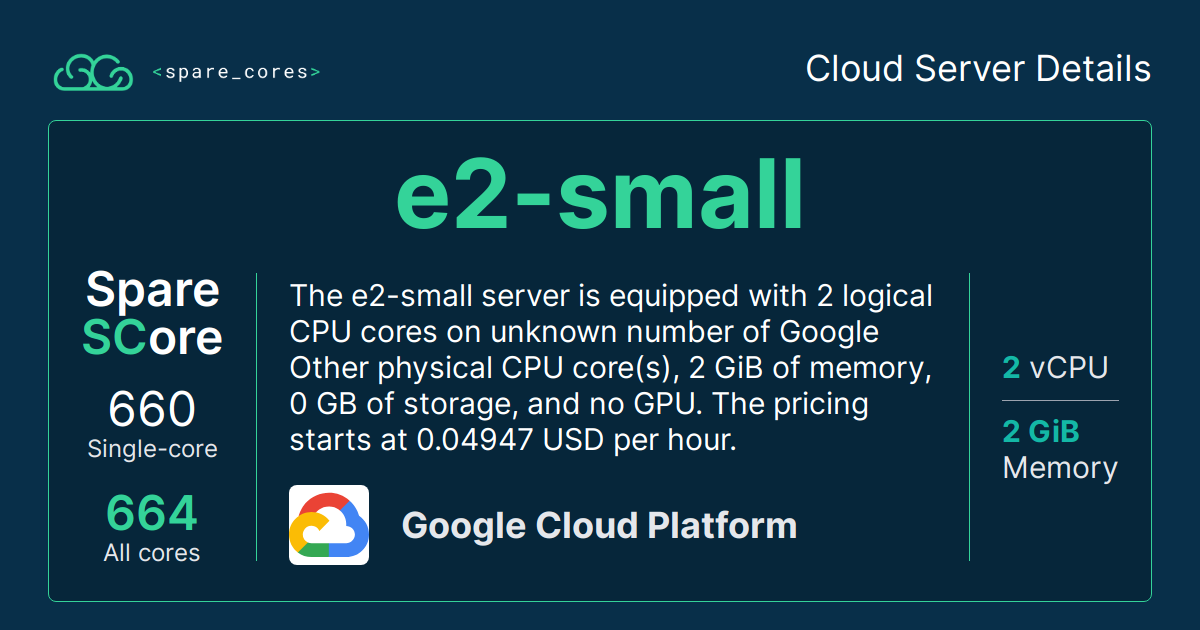 <spare_cores>
Cloud Server Details
e2-small
Spare
SCore
660
Single-core
664
All cores
The e2-small server is equipped with 2 logical
CPU cores on unknown number of Google
Other physical CPU core(s), 2 GiB of memory,
0 GB of storage, and no GPU. The pricing
starts at 0.04947 USD per hour.
Google Cloud Platform
2 vCPU
2 GiB
Memory